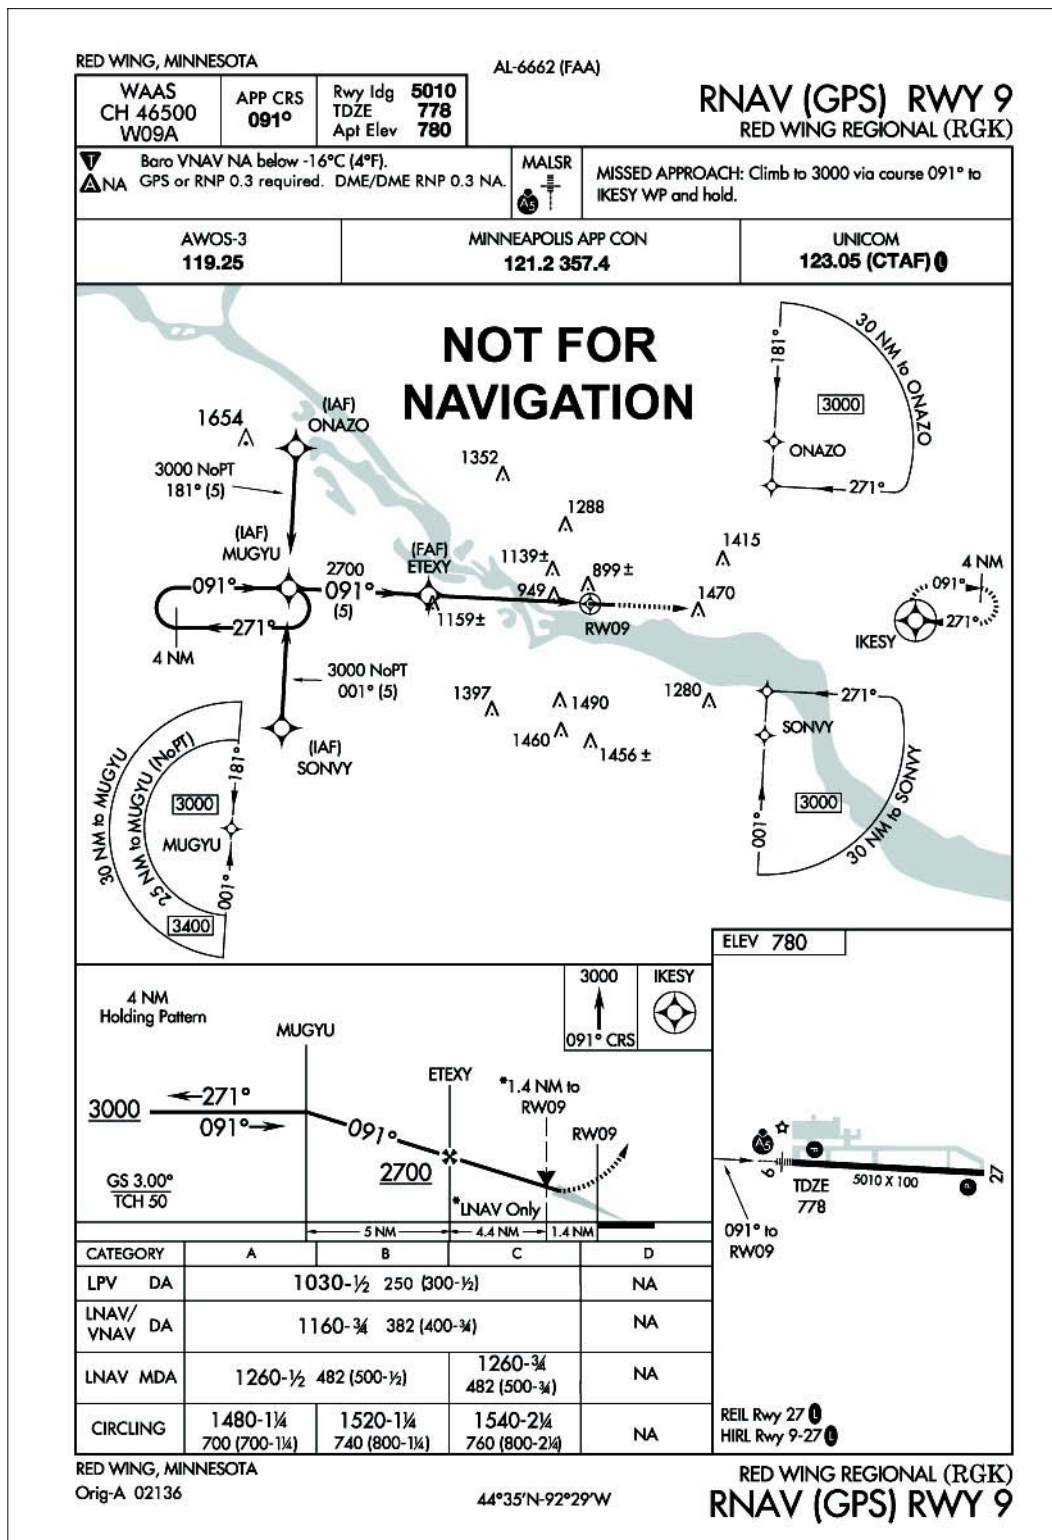 RED WING, MINNESOTA
AL-6662 (FAA)
WAAS
CH 46500
W09A
APP CRS
091°
Rwy ldg 5010
TDZE 778
Apt Elev 780
RNAV (GPS) RWY 9
RED WING REGIONAL (RGK)
T
A NA
Baro VNAV NA below -16°C (4°F).
GPS or RNP 0.3 required. DME/DME RNP 0.3 NA.
MALSR
A5
MISSED APPROACH: Climb to 3000 via course 091° to
IKESY WP and hold.
AWOS-3
119.25
MINNEAPOLIS APP CON
121.2 357.4
UNICOM
123.05 (CTAF) L
NOT FOR
NAVIGATION
30 NM to ONAZO
181°
3000
ONAZO
271°
1654
(IAF)
ONAZO
3000 NoPT
181° (5)
1352
1288
(IAF)
MUGYU
2700
091°
(5)
(FAF)
ETEXY
1139±
899±
1415
949
1470
1159±
RW09
091°
271°
4 NM
4 NM
091°
271°
IKESY
3000 NoPT
001° (5)
(IAF)
SONVY
1397
1490
1280
1460
1456±
271°
SONVY
3000
001°
30 NM to SONVY
30 NM to MUGYU
25 NM to MUGYU (NoPT)
181°
3000
MUGYU
001°
3400
ELEV 780
4 NM
Holding Pattern
MUGYU
3000
091° CRS
IKESY
ETEXY
*1.4 NM to
RW09
RW09
271°
3000
091°
091°
2700
GS 3.00°
TCH 50
*LNAV Only
5 NM
4.4 NM
1.4 NM
A5
P
9
TDZE
778
5010 X 100
P
27
091° to
RW09
CATEGORY A B C D
LPV DA 1030-½ 250 (300-½) NA
LNAV/
VNAV DA 1160-¾ 382 (400-¾) NA
LNAV MDA 1260-½ 482 (500-½) 1260-¾ NA
482 (500-¾)
CIRCLING 1480-1¼ 1520-1¼ 1540-2¼ NA
700 (700-1¼) 740 (800-1¼) 760 (800-2¼)
REIL Rwy 27 L
HIRL Rwy 9-27 L
RED WING, MINNESOTA
Orig-A 02136
44°35'N-92°29'W
RED WING REGIONAL (RGK)
RNAV (GPS) RWY 9